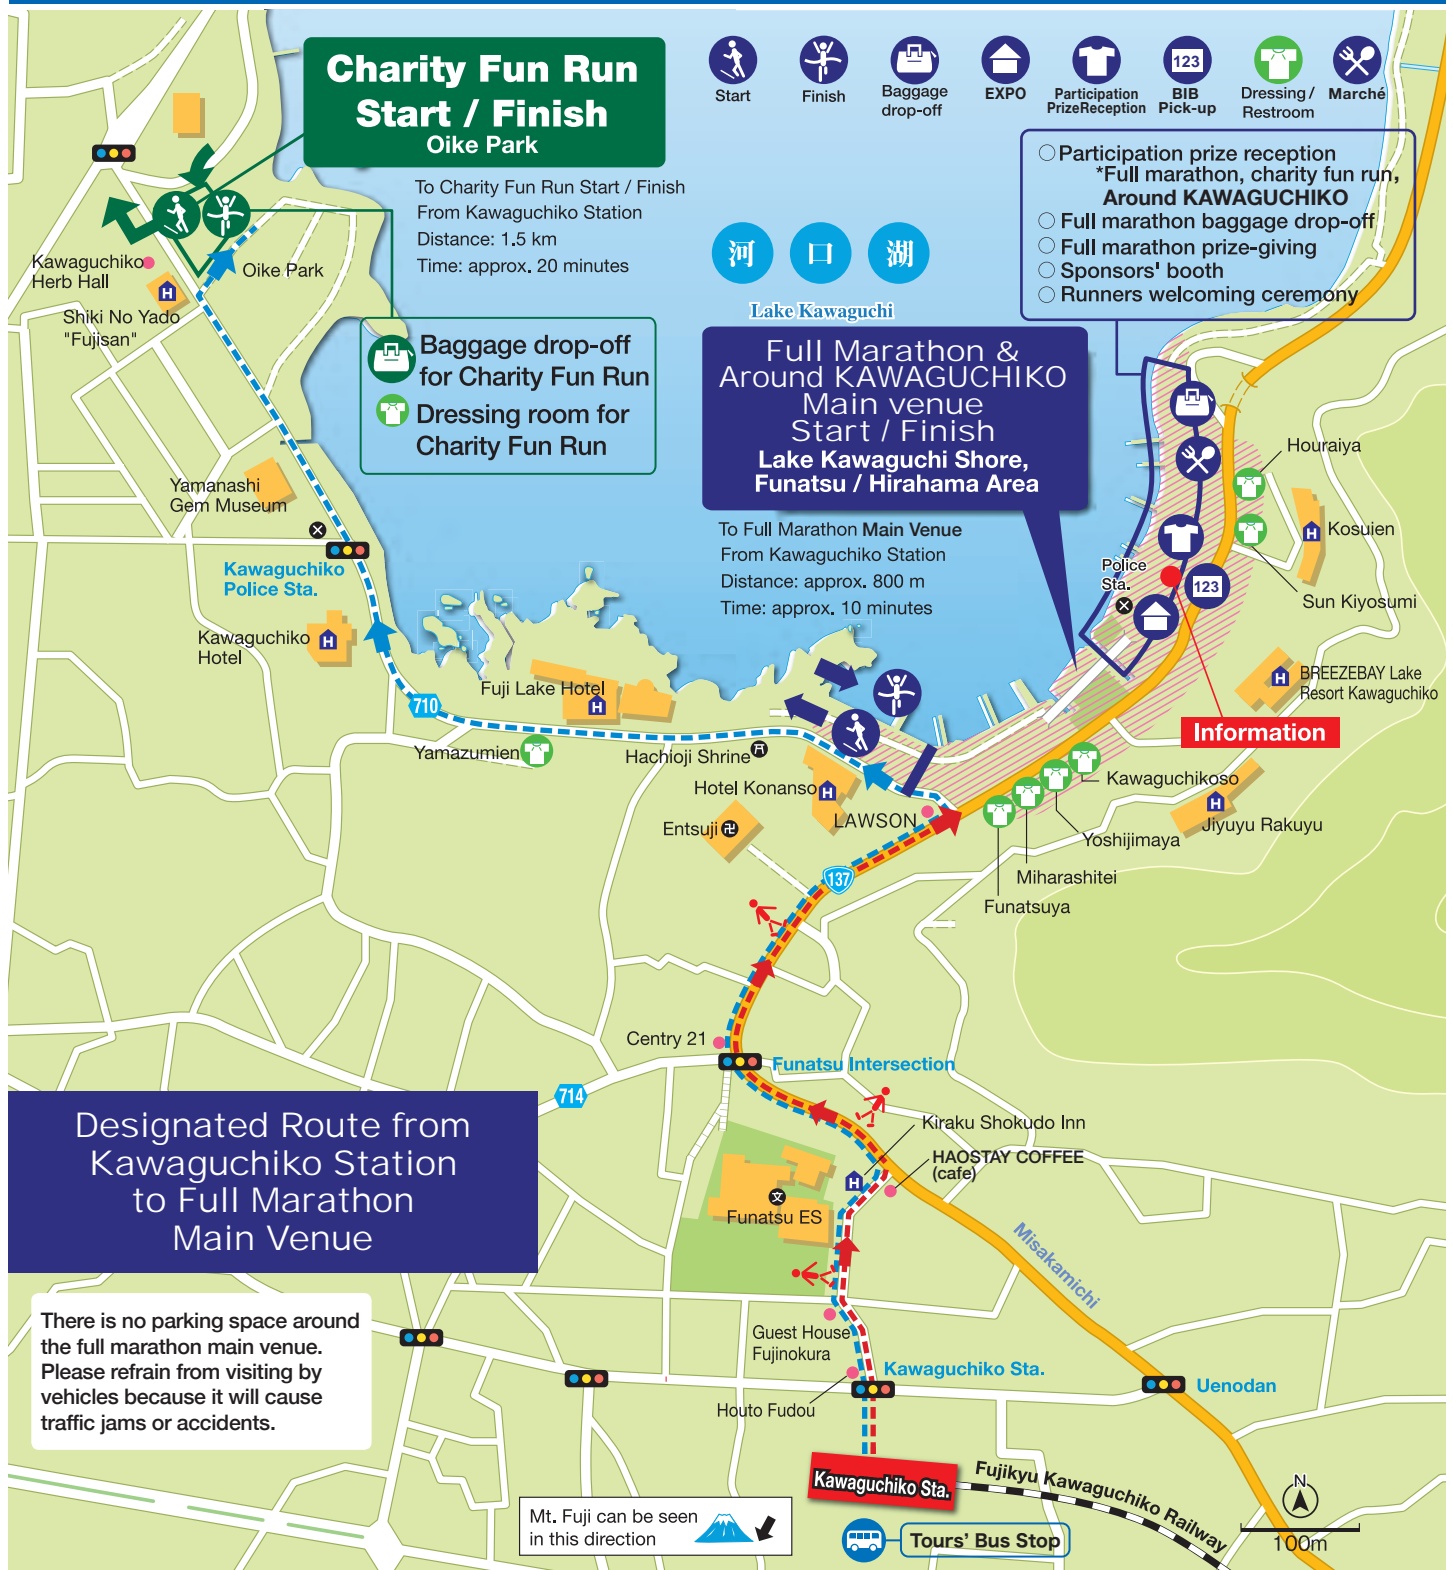 Charity Fun Run
Start / Finish
Oike Park
Start
Finish
Baggage
drop-off
EXPO
Participation
PrizeReception
123
BIB
Pick-up
Dressing /
Restroom
Marché
To Charity Fun Run Start / Finish
From Kawaguchiko Station
Distance: 1.5 km
Time: approx. 20 minutes
○ Participation prize reception
*Full marathon, charity fun run,
Around KAWAGUCHIKO
○ Full marathon baggage drop-off
○ Full marathon prize-giving
○ Sponsors' booth
○ Runners welcoming ceremony
河口湖
Lake Kawaguchi
Kawaguchiko
Herb Hall
Oike Park
H
Shiki No Yado
"Fujisan"
Baggage drop-off
for Charity Fun Run
Dressing room for
Charity Fun Run
Full Marathon &
Around KAWAGUCHIKO
Main venue
Start / Finish
Lake Kawaguchi Shore,
Funatsu / Hirahama Area
To Full Marathon Main Venue
From Kawaguchiko Station
Distance: approx. 800 m
Time: approx. 10 minutes
Houraiya
H
Kosuien
Police
Sta.
123
Sun Kiyosumi
Yamanashi
Gem Museum
Kawaguchiko
Police Sta.
Kawaguchiko
Hotel
H
H
BREEZEBAY Lake
Resort Kawaguchiko
Fuji Lake Hotel
H
710
Information
Yamazumien
Hachioji Shrine
Hotel Konanso
H
Kawaguchikoso
H
Jiyuyu Rakuyu
Entsuji
卍
LAWSON
Yoshijimaya
Miharashitei
Funatsuya
137
Centry 21
Funatsu Intersection
714
Designated Route from
Kawaguchiko Station
to Full Marathon
Main Venue
Kiraku Shokudo Inn
HAOSTAY COFFEE
(cafe)
H
文
Funatsu ES
Misakamichi
There is no parking space around
the full marathon main venue.
Please refrain from visiting by
vehicles because it will cause
traffic jams or accidents.
Guest House
Fujinokura
Kawaguchiko Sta.
Uenodan
Houto Fudou
Kawaguchiko Sta.
Fujikyu Kawaguchiko Railway
N
100m
Mt. Fuji can be seen
in this direction
Tours' Bus Stop